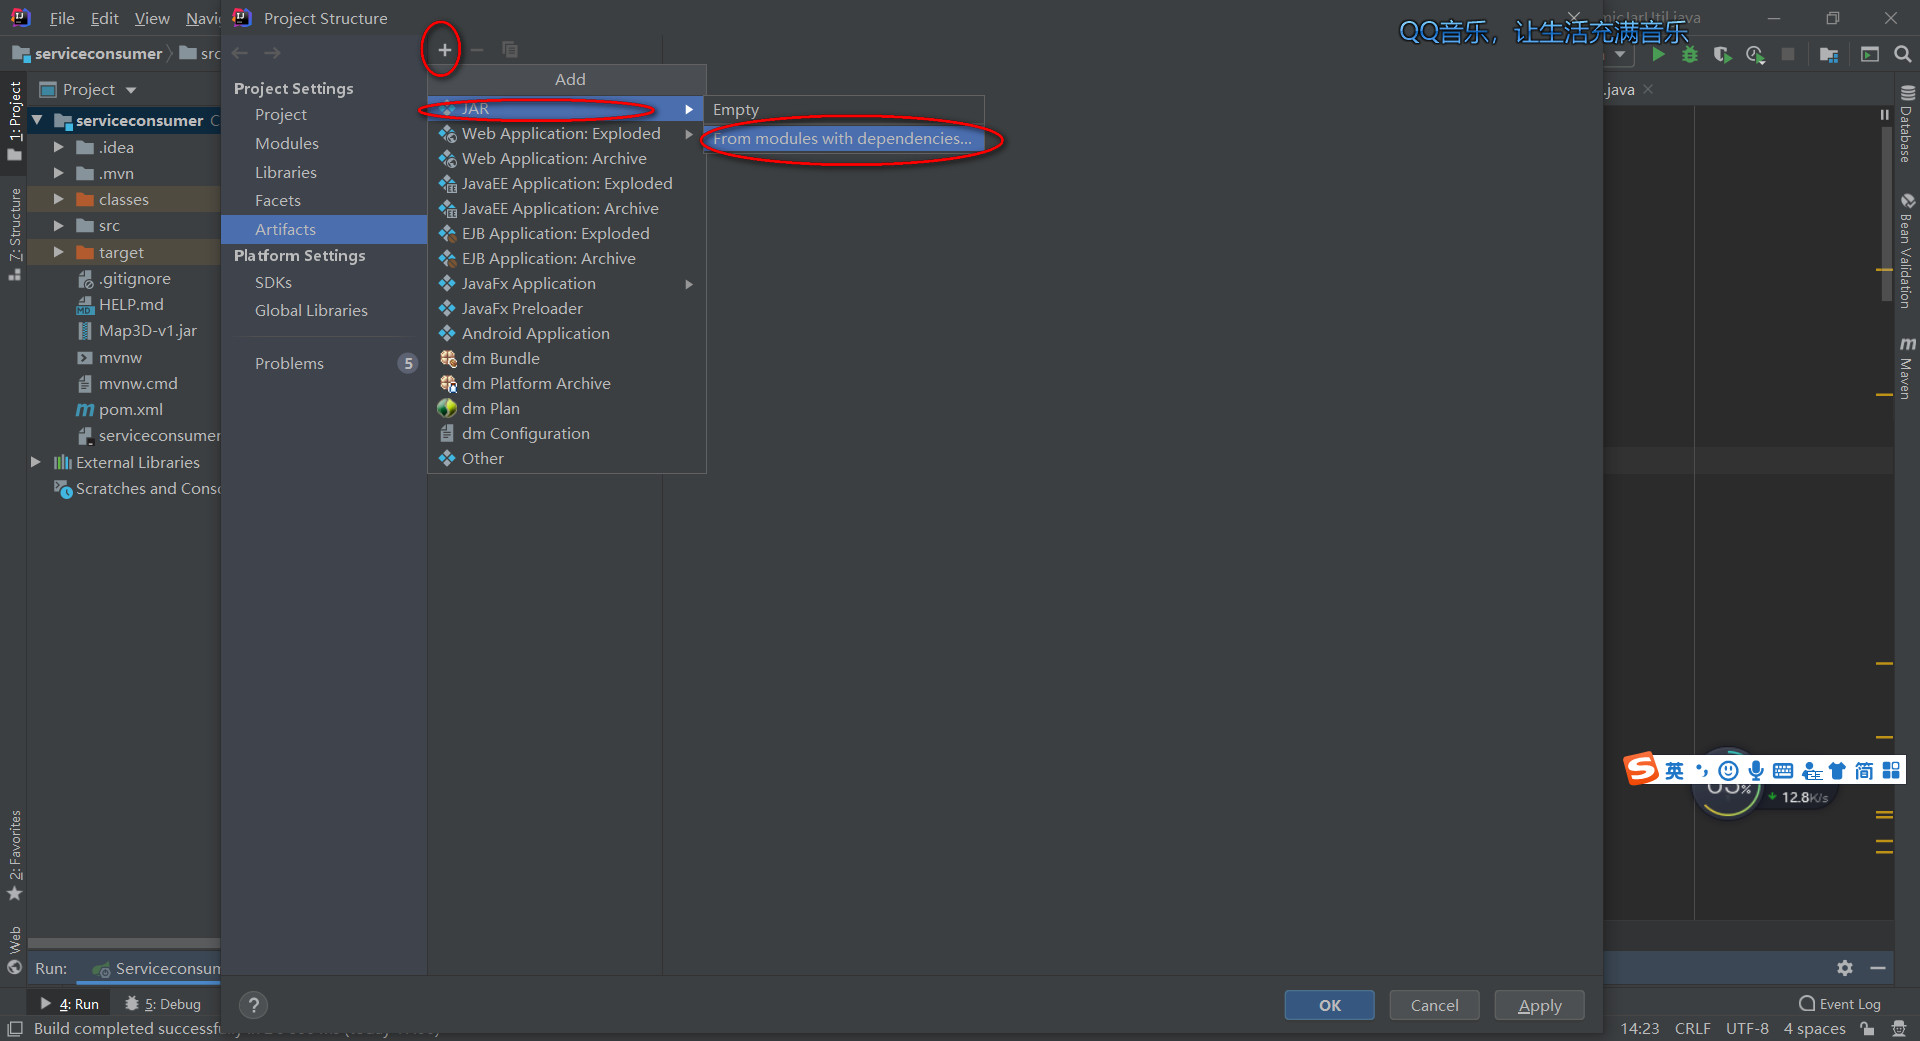 File Edit View Navi
Project Structure
micJarUtil.java
QQ音乐，让生活充满音乐
serviceconsumer
src
Project
serviceconsumer C
.idea
.mvn
classes
src
target
.gitignore
HELP.md
Map3D-v1.jar
mvnw
mvnw.cmd
pom.xml
serviceconsumer
External Libraries
Scratches and Conso
1: Project
7: Structure
2: Favorites
Web
Project Settings
Project
Modules
Libraries
Facets
Artifacts
Platform Settings
SDKs
Global Libraries
Problems 5
Add
JAR
Web Application: Exploded
Web Application: Archive
JavaEE Application: Exploded
JavaEE Application: Archive
EJB Application: Exploded
EJB Application: Archive
JavaFx Application
JavaFx Preloader
Android Application
dm Bundle
dm Platform Archive
dm Plan
dm Configuration
Other
Empty
From modules with dependencies...
.java
Database
Bean Validation
Maven
英 简
%
12.8K/s
Run: Serviceconsum
4: Run 5: Debug
?
OK Cancel Apply
Event Log
Build completed successfu
14:23 CRLF UTF-8 4 spaces